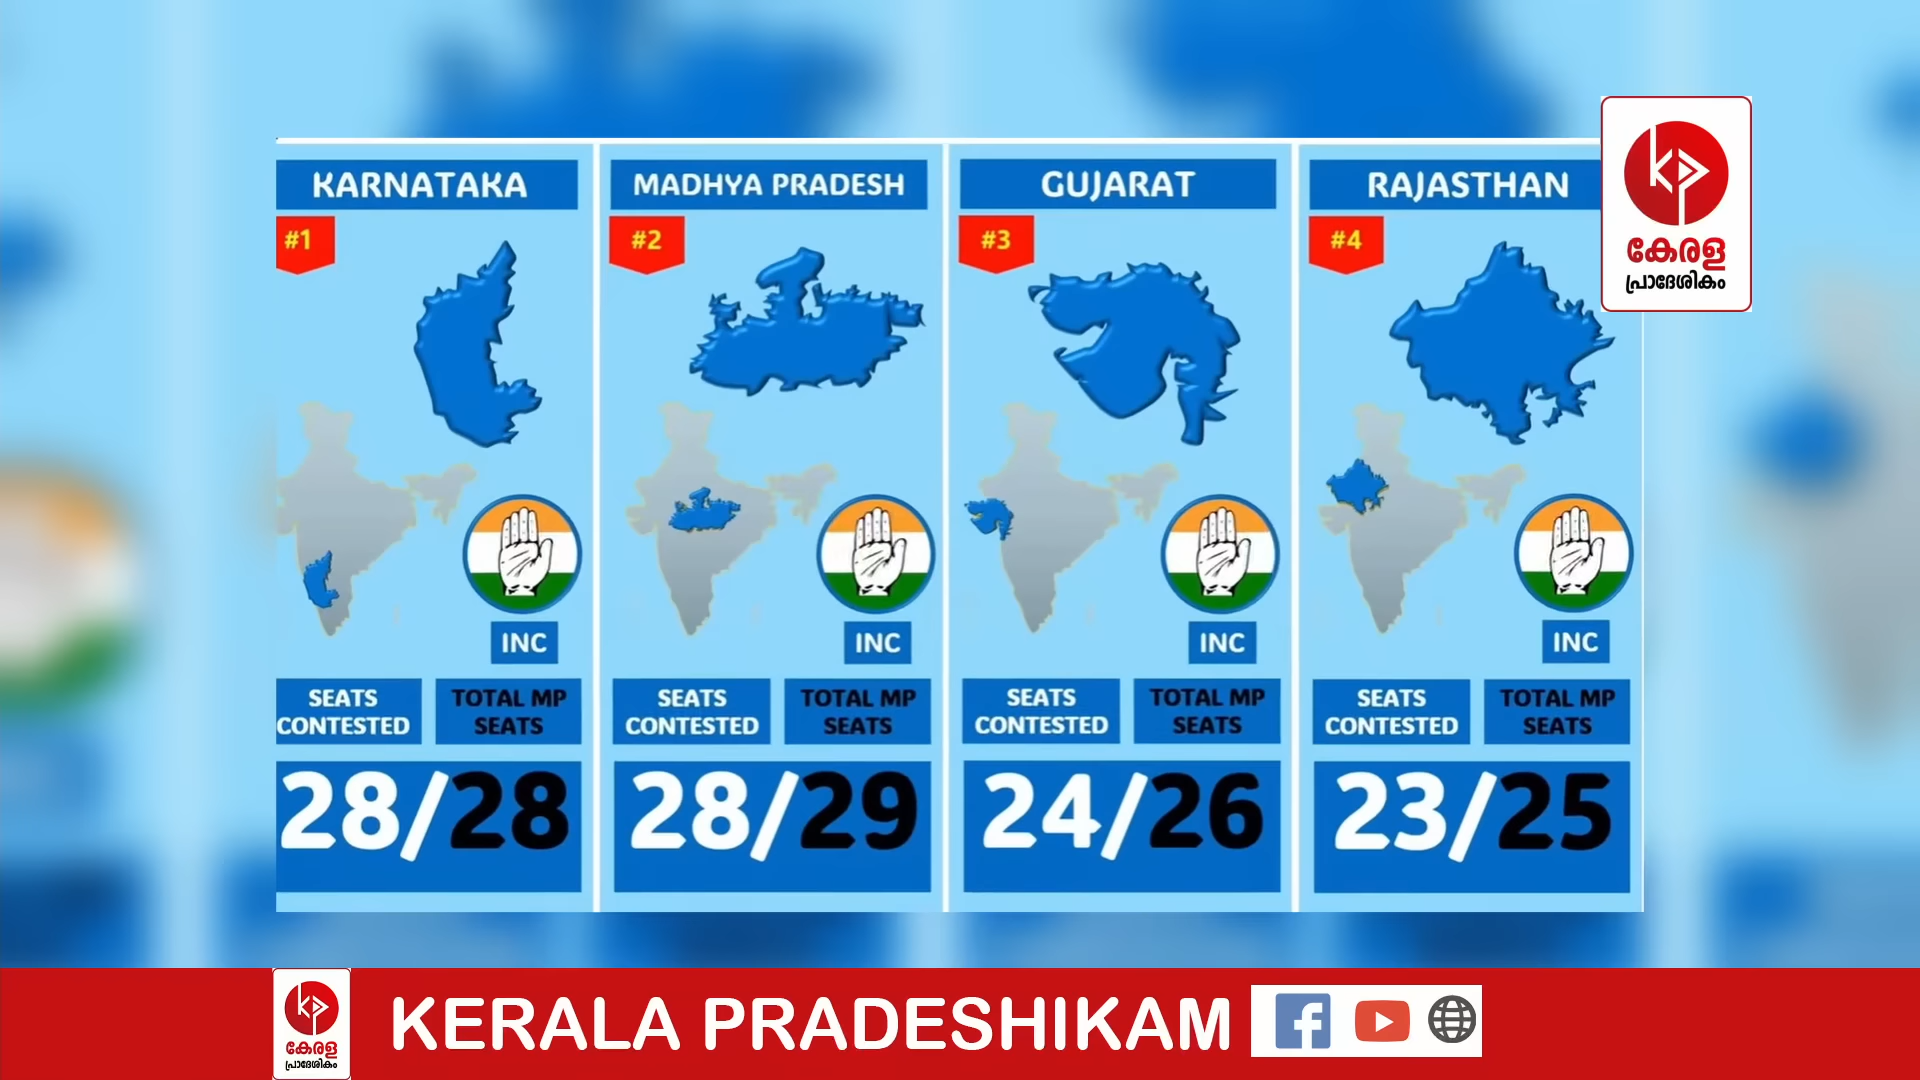 KARNATAKA
#1
INC
SEATS
CONTESTED
TOTAL MP
SEATS
28/28
MADHYA PRADESH
#2
INC
SEATS
CONTESTED
TOTAL MP
SEATS
28/29
GUJARAT
#3
INC
SEATS
CONTESTED
TOTAL MP
SEATS
24/26
RAJASTHAN
#4
INC
SEATS
CONTESTED
TOTAL MP
SEATS
23/25
കേരള
പ്രാദേശികം
കേരള
പ്രാദേശികം
KERALA PRADESHIKAM